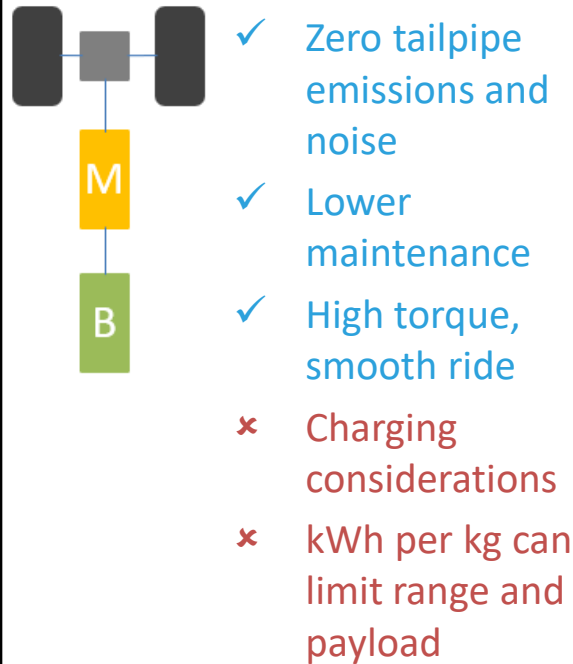 M
B
✓ Zero tailpipe
emissions and
noise
✓ Lower
maintenance
✓ High torque,
smooth ride
✘ Charging
considerations
✘ kWh per kg can
limit range and
payload